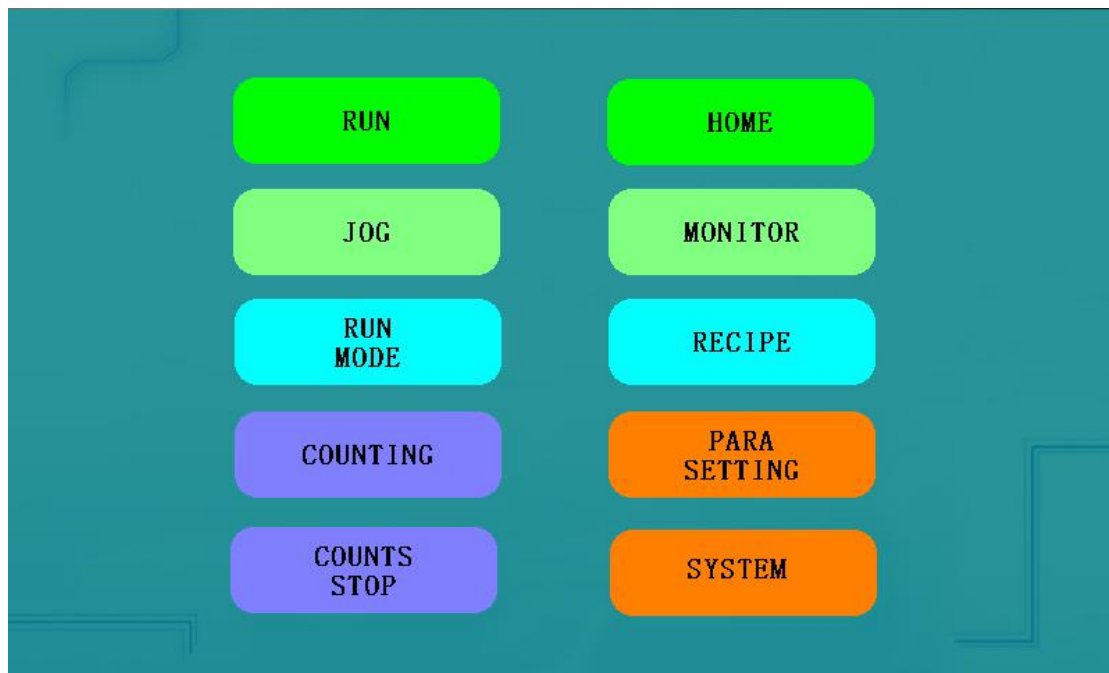 RUN
HOME
JOG
MONITOR
RUN
MODE
RECIPE
COUNTING
PARA
SETTING
COUNTS
STOP
SYSTEM